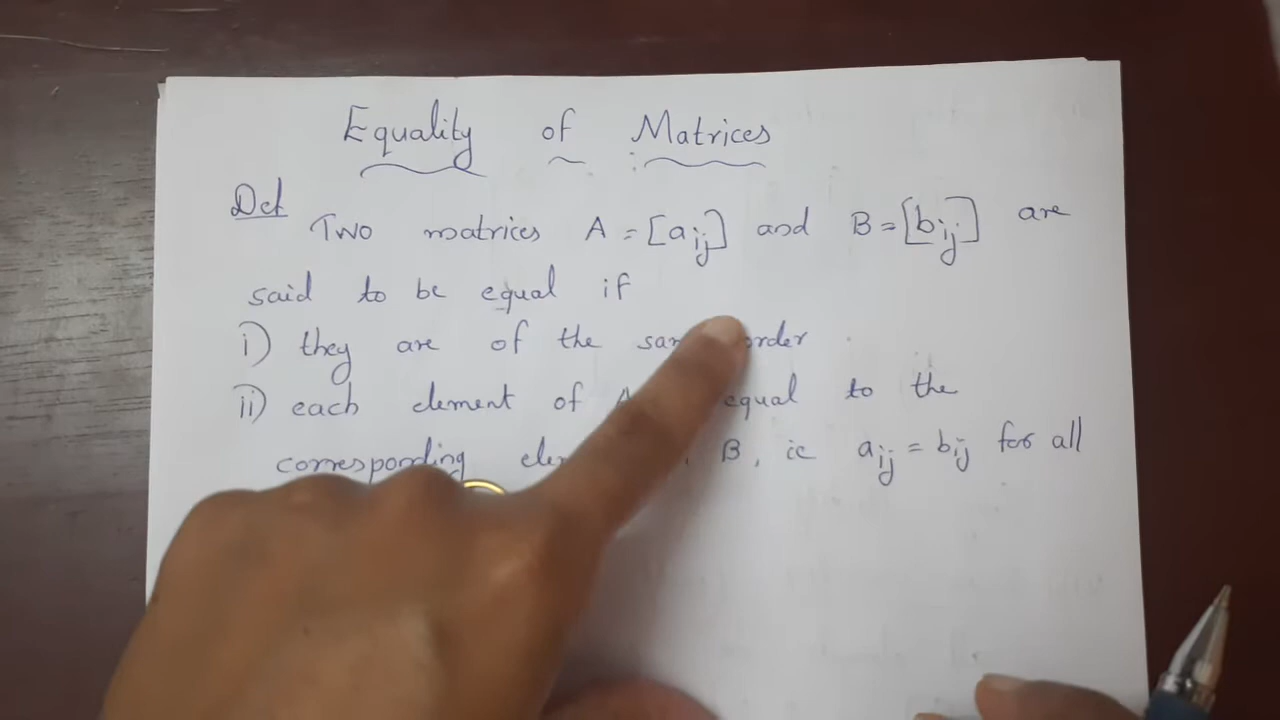 Equality of Matrices
Def
Two matrices A = [aij] and B = [bij] are
said to be equal if
i) they are of the order
ii) each element of A equal to the
corresponding B, ie aij = bij for all